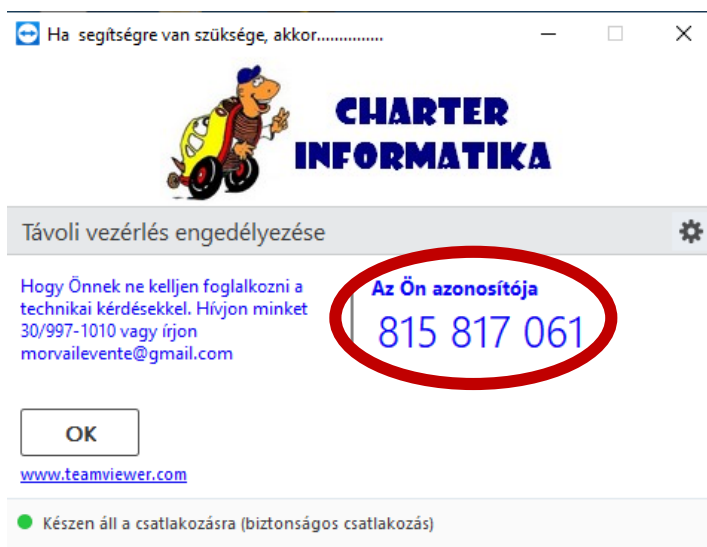 Ha segítségre van szüksége, akkor...............
CHARTER
INFORMATIKA
Távoli vezérlés engedélyezése
Hogy Önnek ne kelljen foglalkozni a
technikai kérdésekkel. Hívjon minket
30/997-1010 vagy írjon
morvailevente@gmail.com
Az Ön azonosítója
815 817 061
OK
www.teamviewer.com
Készen áll a csatlakozásra (biztonságos csatlakozás)